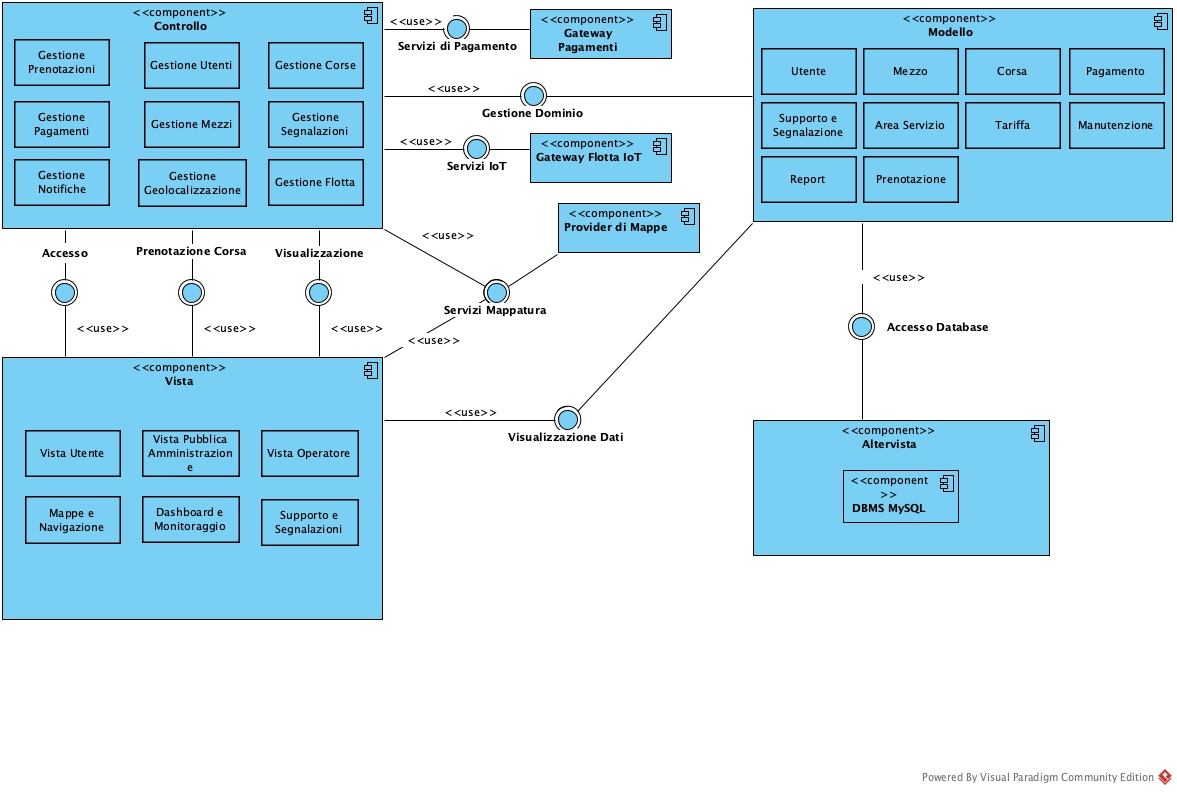 <<component>>
Controllo
Gestione
Prenotazioni
Gestione Utenti
Gestione Corse
Gestione
Pagamenti
Gestione Mezzi
Gestione
Segnalazioni
Gestione
Notifiche
Gestione
Geolocalizzazione
Gestione Flotta
<<use>>
Servizi di Pagamento
<<component>>
Gateway
Pagamenti
<<use>>
Gestione Dominio
<<use>>
Servizi IoT
<<component>>
Gateway Flotta IoT
<<component>>
Provider di Mappe
<<use>>
Servizi Mappatura
<<use>>
<<component>>
Modello
Utente
Mezzo
Corsa
Pagamento
Supporto e
Segnalazione
Area Servizio
Tariffa
Manutenzione
Report
Prenotazione
Accesso
Prenotazione Corsa
Visualizzazione
<<use>>
<<use>>
<<use>>
<<use>>
Accesso Database
<<component>>
Vista
Vista Utente
Vista Pubblica
Amministrazion
e
Vista Operatore
Mappe e
Navigazione
Dashboard e
Monitoraggio
Supporto e
Segnalazioni
<<use>>
Visualizzazione Dati
<<component>>
Altervista
<<component
>>
DBMS MySQL
Powered By Visual Paradigm Community Edition